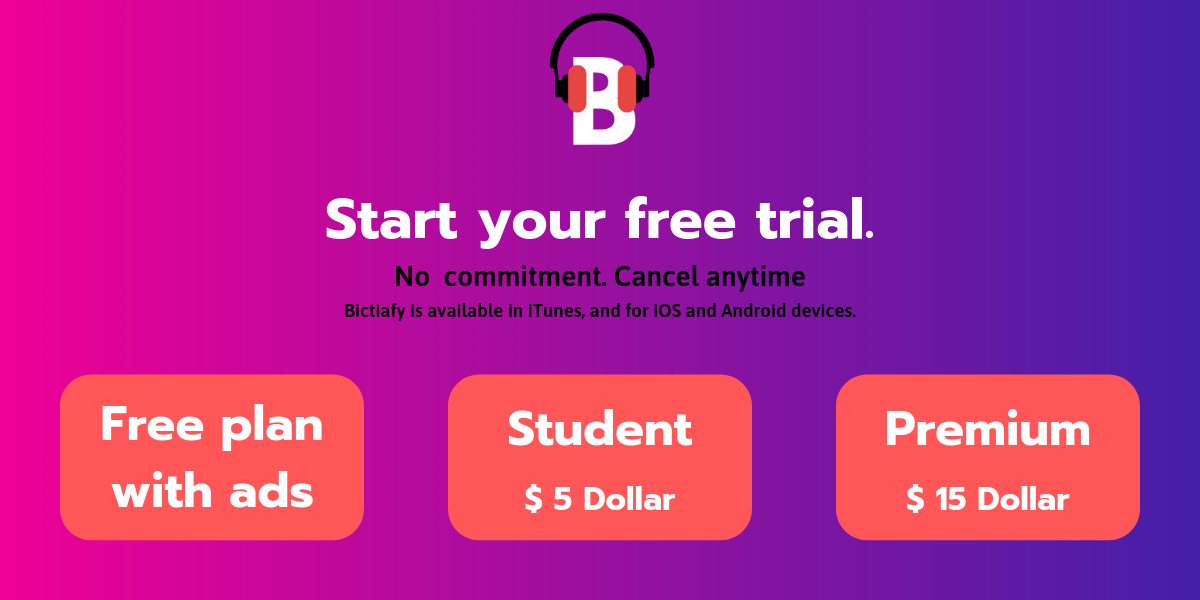 B
Start your free trial.
No commitment. Cancel anytime
Bictiafy is available in iTunes, and for iOS and Android devices.
Free plan
with ads
Student
$ 5 Dollar
Premium
$ 15 Dollar